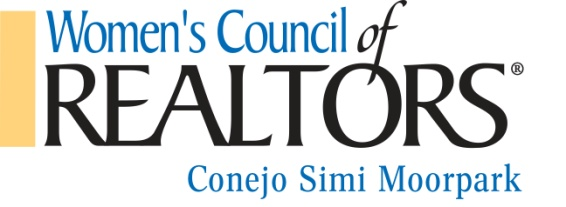 Women's Council of
REALTORS®
Conejo Simi Moorpark